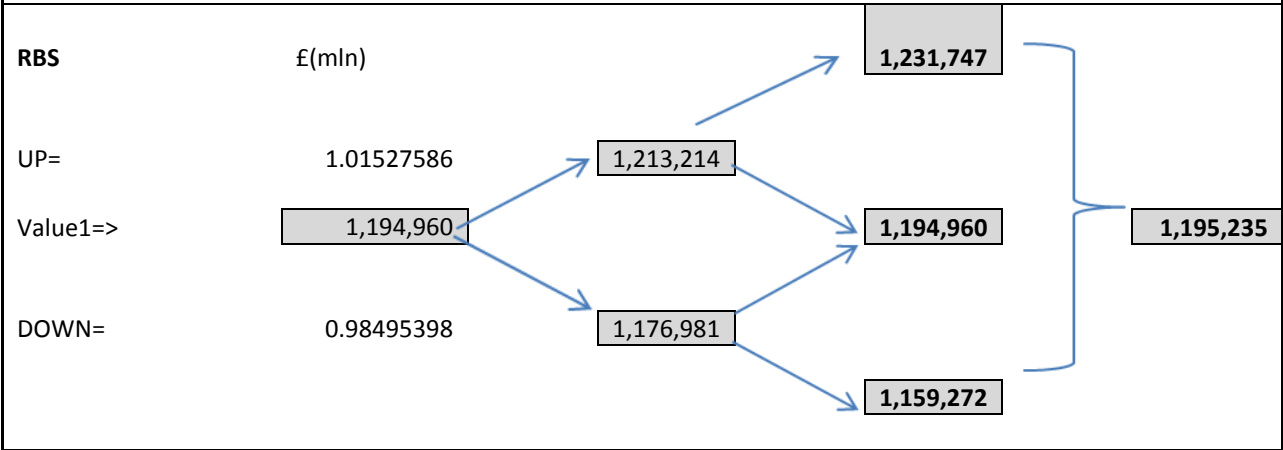 RBS £(mln) 1,231,747
UP= 1.01527586 1,213,214
Value1=> 1,194,960 1,194,960 1,195,235
DOWN= 0.98495398 1,176,981
1,159,272